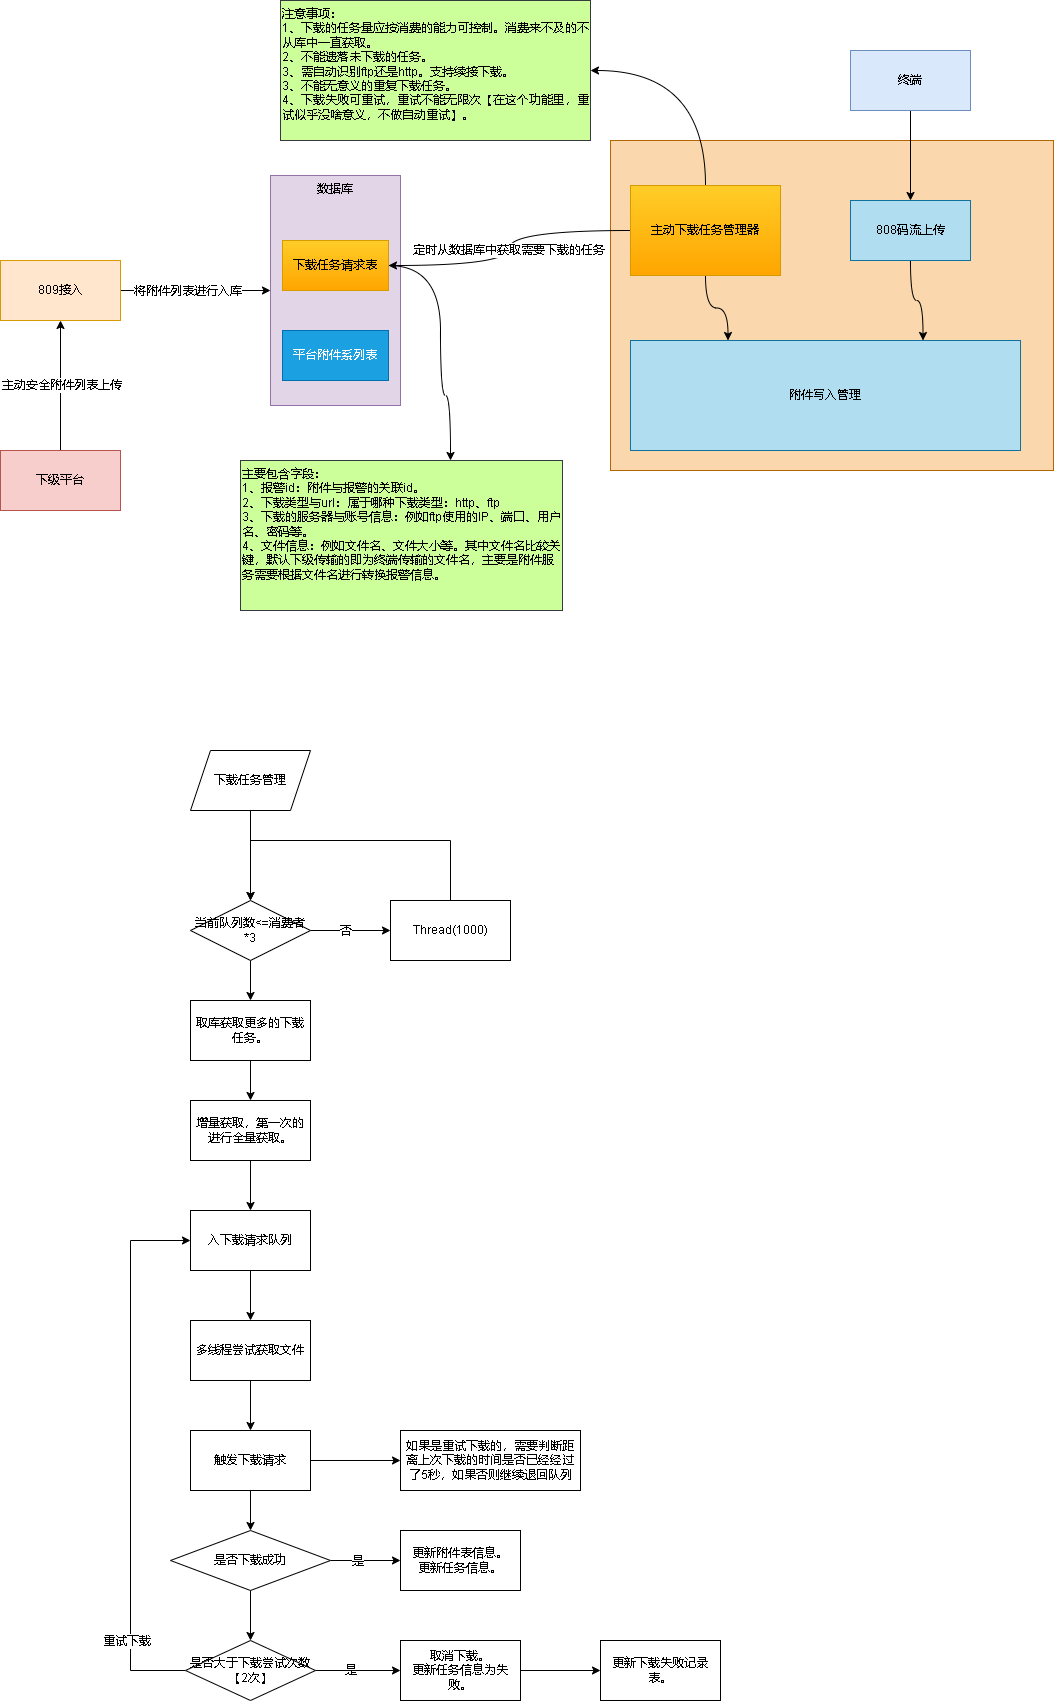 注意事项：
1、下载的任务量应按消费的能力可控制。消费来不及的不
从库中一直获取。
2、不能遗落未下载的任务。
3、需自动识别ftp还是http。支持续接下载。
3、不能无意义的重复下载任务。
4、下载失败可重试，重试不能无限次【在这个功能里，重
试似乎没啥意义，不做自动重试】。
终端
数据库
主动下载任务管理器
808码流上传
定时从数据库中获取需要下载的任务
下载任务请求表
809接入
将附件列表进行入库
平台附件系列表
主动安全附件列表上传
附件写入管理
下级平台
主要包含字段：
1、报警id：附件与报警的关联id。
2、下载类型与url：属于哪种下载类型：http、ftp
3、下载的服务器与账号信息：例如ftp使用的IP、端口、用户
名、密码等。
4、文件信息：例如文件名、文件大小等。其中文件名比较关
键，默认下级传输的即为终端传输的文件名，主要是附件服
务需要根据文件名进行转换报警信息。
下载任务管理
当前队列数<=消费者
*3
否
Thread(1000)
取库获取更多的下载
任务。
增量获取，第一次的
进行全量获取。
入下载请求队列
多线程尝试获取文件
触发下载请求
如果是重试下载的，需要判断距
离上次下载的时间是否已经经过
了5秒，如果否则继续退回队列
是否下载成功
是
更新附件表信息。
更新任务信息。
重试下载
是否大于下载尝试次数
【2次】
是
取消下载。
更新任务信息为失
败。
更新下载失败记录
表。